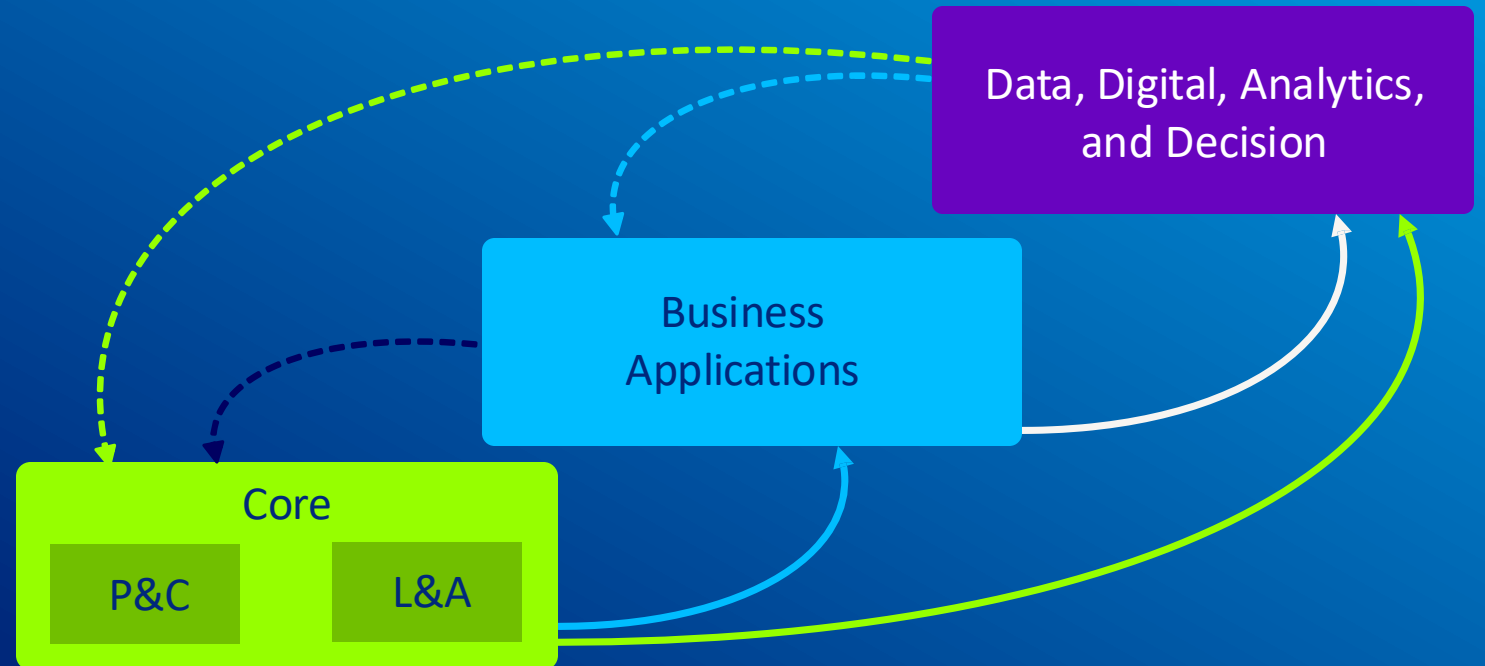 Data, Digital, Analytics,
and Decision
Business
Applications
Core
P&C
L&A